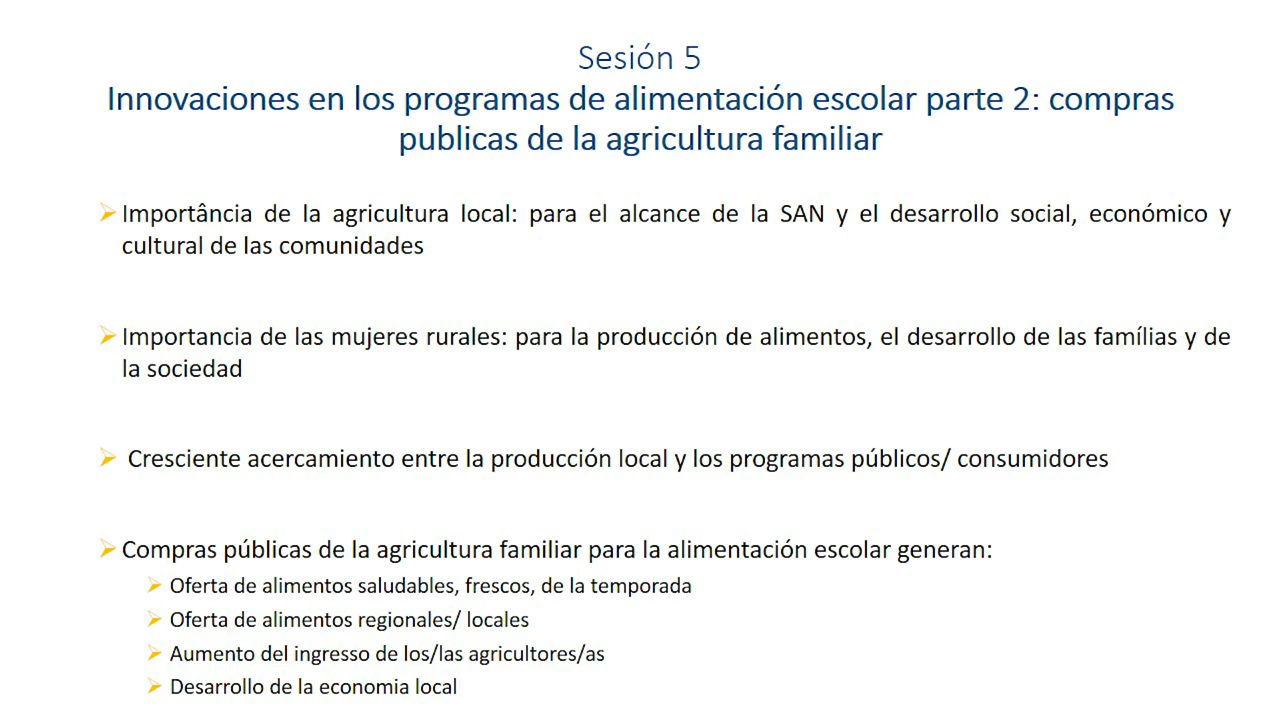 Sesión 5
Innovaciones en los programas de alimentación escolar parte 2: compras
publicas de la agricultura familiar
Importância de la agricultura local: para el alcance de la SAN y el desarrollo social, económico y
cultural de las comunidades
Importancia de las mujeres rurales: para la producción de alimentos, el desarrollo de las famílias y de
la sociedad
Cresciente acercamiento entre la producción local y los programas públicos/ consumidores
Compras públicas de la agricultura familiar para la alimentación escolar generan:
Oferta de alimentos saludables, frescos, de la temporada
Oferta de alimentos regionales/ locales
Aumento del ingresso de los/las agricultores/as
Desarrollo de la economia local